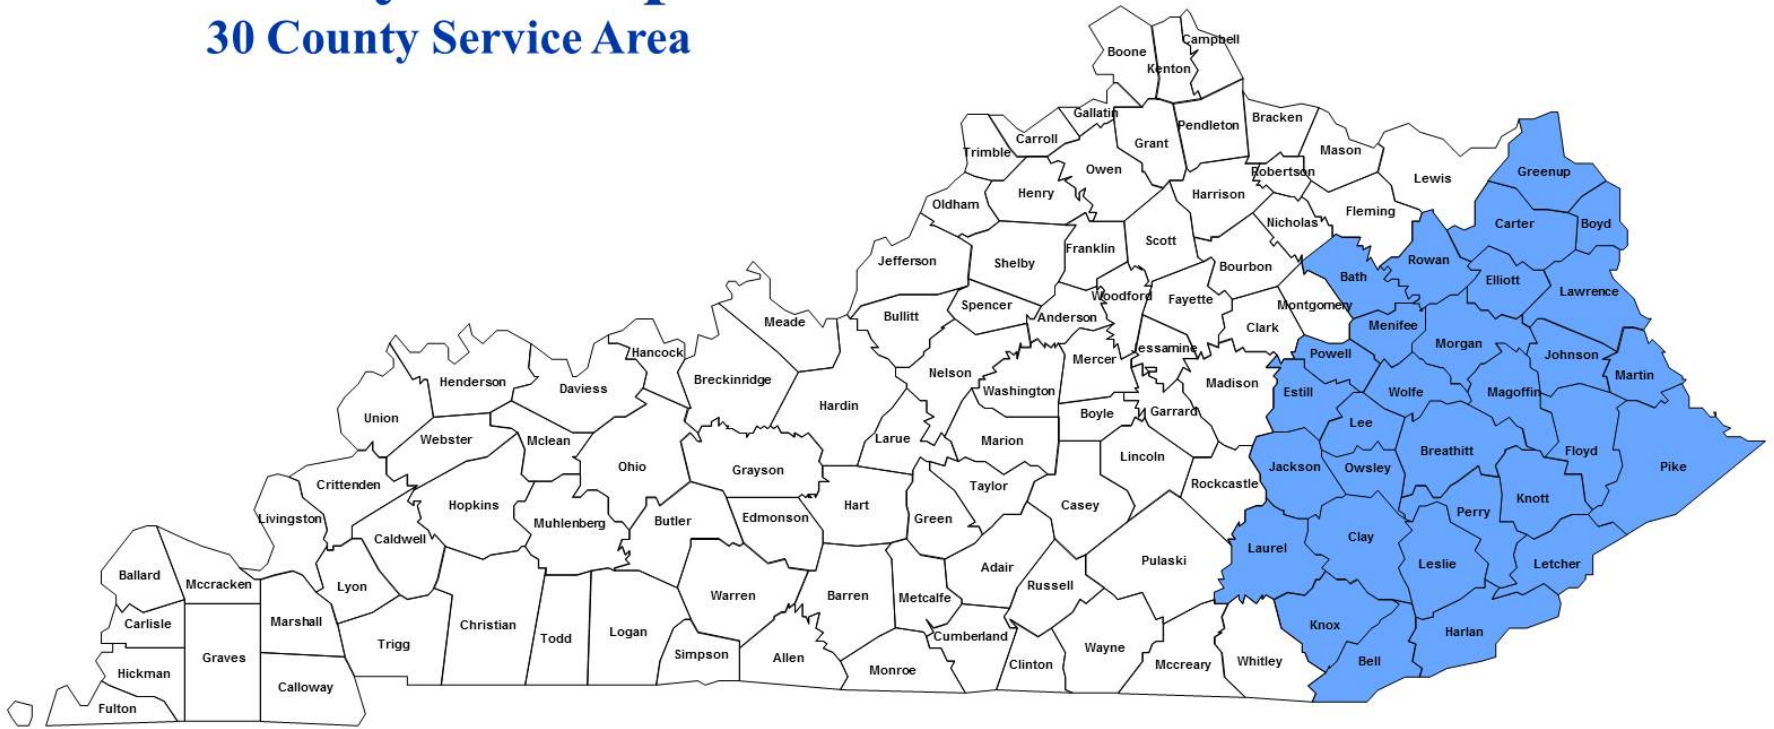 30 County Service Area
Boone
Campbell
Kenton
Gallatin
Carroll
Trimble
Grant
Pendleton
Bracken
Mason
Lewis
Greenup
Owen
Robertson
Henry
Harrison
Oldham
Fleming
Nicholas
Carter
Boyd
Franklin
Scott
Jefferson
Shelby
Bourbon
Rowan
Bath
Elliott
Lawrence
Woodford
Fayette
Montgomery
Spencer
Anderson
Bullitt
Meade
Clark
Menifee
Morgan
Johnson
Martin
Hancock
essamine
Mercer
Powell
Nelson
Washington
Madison
Estill
Wolfe
Magoffin
Breckinridge
Henderson
Daviess
Hardin
Union
Boyle
Garrard
Lee
Webster
Mclean
Larue
Marion
Breathitt
Floyd
Pike
Lincoln
Ohio
Grayson
Jackson
Owsley
Crittenden
Taylor
Rockcastle
Knott
Hopkins
Hart
Casey
Perry
Livingston
Muhlenberg
Butler
Edmonson
Green
Caldwell
Laurel
Clay
Leslie
Letcher
Ballard
Mccracken
Lyon
Adair
Pulaski
Russell
Warren
Barren
Metcalfe
Carlisle
Marshall
Christian
Todd
Logan
Knox
Harlan
Trigg
Cumberland
Wayne
Graves
Simpson
Allen
Monroe
Clinton
Mccreary
Whitley
Bell
Hickman
Calloway
Fulton